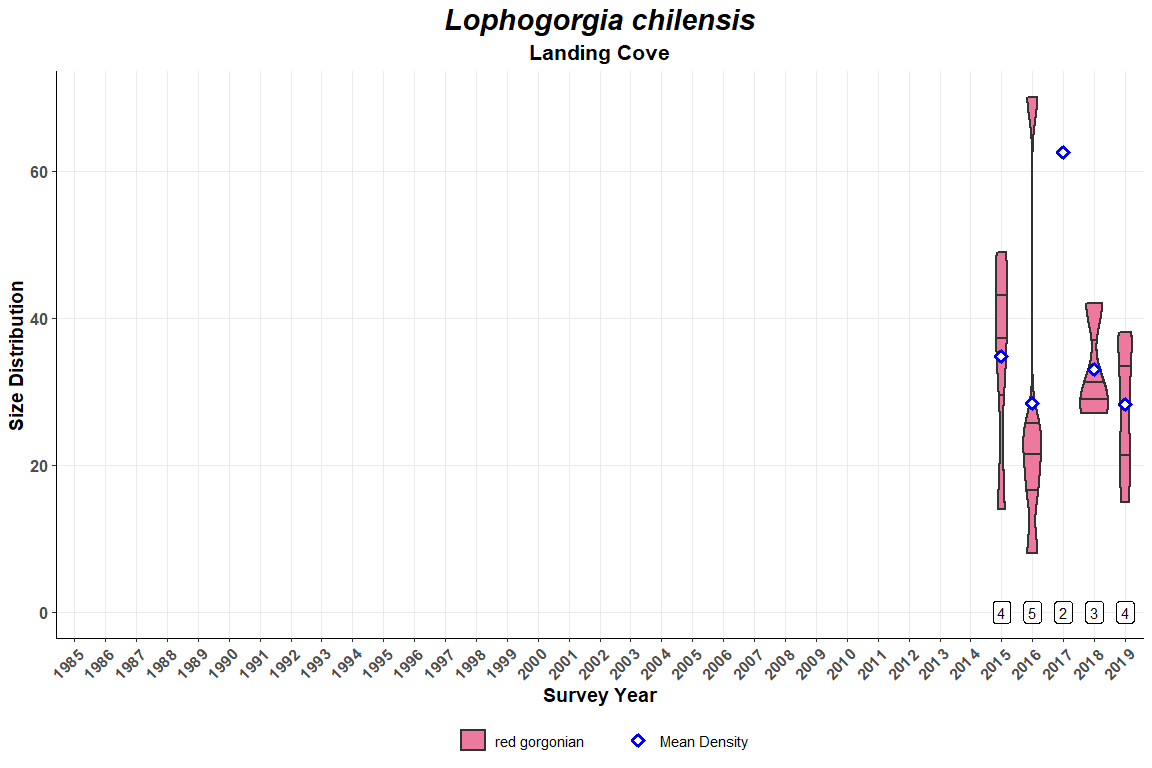 Lophogorgia chilensis
Landing Cove
Size Distribution
60
40
20
0
4 5 2 3 4
1985 1986 1987 1988 1989 1990 1991 1992 1993 1994 1995 1996 1997 1998 1999 2000 2001 2002 2003 2004 2005 2006 2007 2008 2009 2010 2011 2012 2013 2014 2015 2016 2017 2018 2019
Survey Year
red gorgonian Mean Density